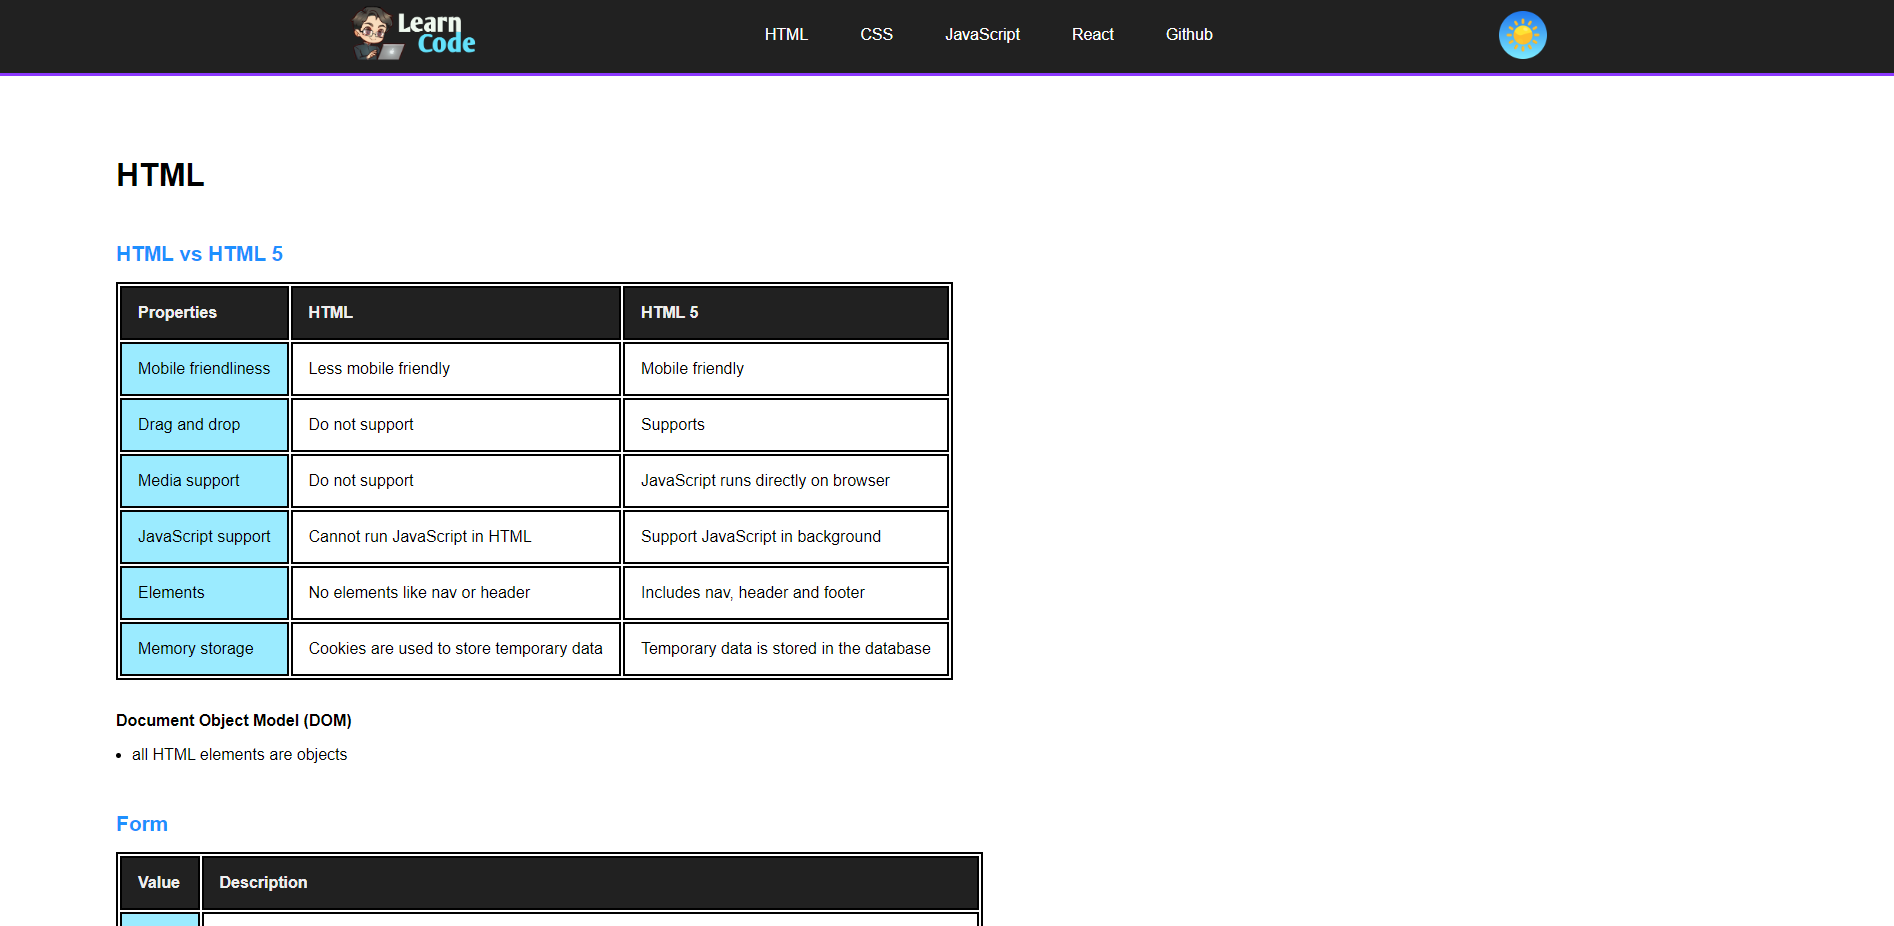 Learn
Code
HTML CSS JavaScript React Github
HTML
HTML vs HTML 5
Properties HTML HTML 5
Mobile friendliness Less mobile friendly Mobile friendly
Drag and drop Do not support Supports
Media support Do not support JavaScript runs directly on browser
JavaScript support Cannot run JavaScript in HTML Support JavaScript in background
Elements No elements like nav or header Includes nav, header and footer
Memory storage Cookies are used to store temporary data Temporary data is stored in the database
Document Object Model (DOM)
• all HTML elements are objects
Form
Value Description